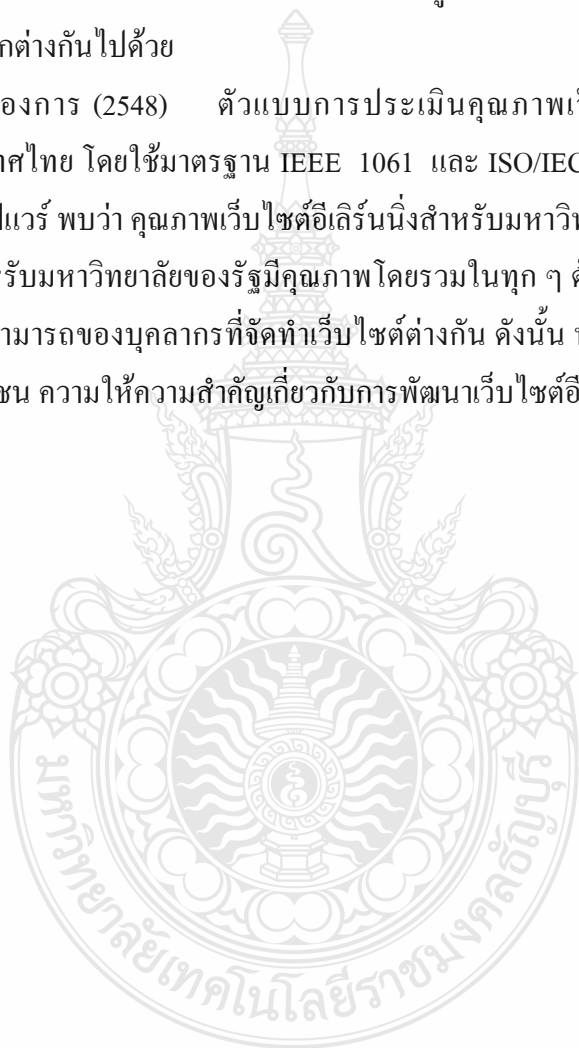 กต่างกันไปด้วย
องการ (2548) ตัวแบบการประเมินคุณภาพเว็
ทศไทย โดยใช้มาตรฐาน IEEE 1061 และ ISO/IEC
ฟแวร์ พบว่า คุณภาพเว็บไซต์อีเลิร์นนิ่งสำหรับมหาวิท
หรับมหาวิทยาลัยของรัฐมีคุณภาพโดยรวมในทุก ๆ ด้
ามารถของบุคลากรที่จัดทำเว็บไซต์ต่างกัน ดังนั้น
ชน ความให้ความสำคัญเกี่ยวกับการพัฒนาเว็บไซต์อี
มหาวิทยาลัยเทคโนโลยีราชมงคลธัญบุรี